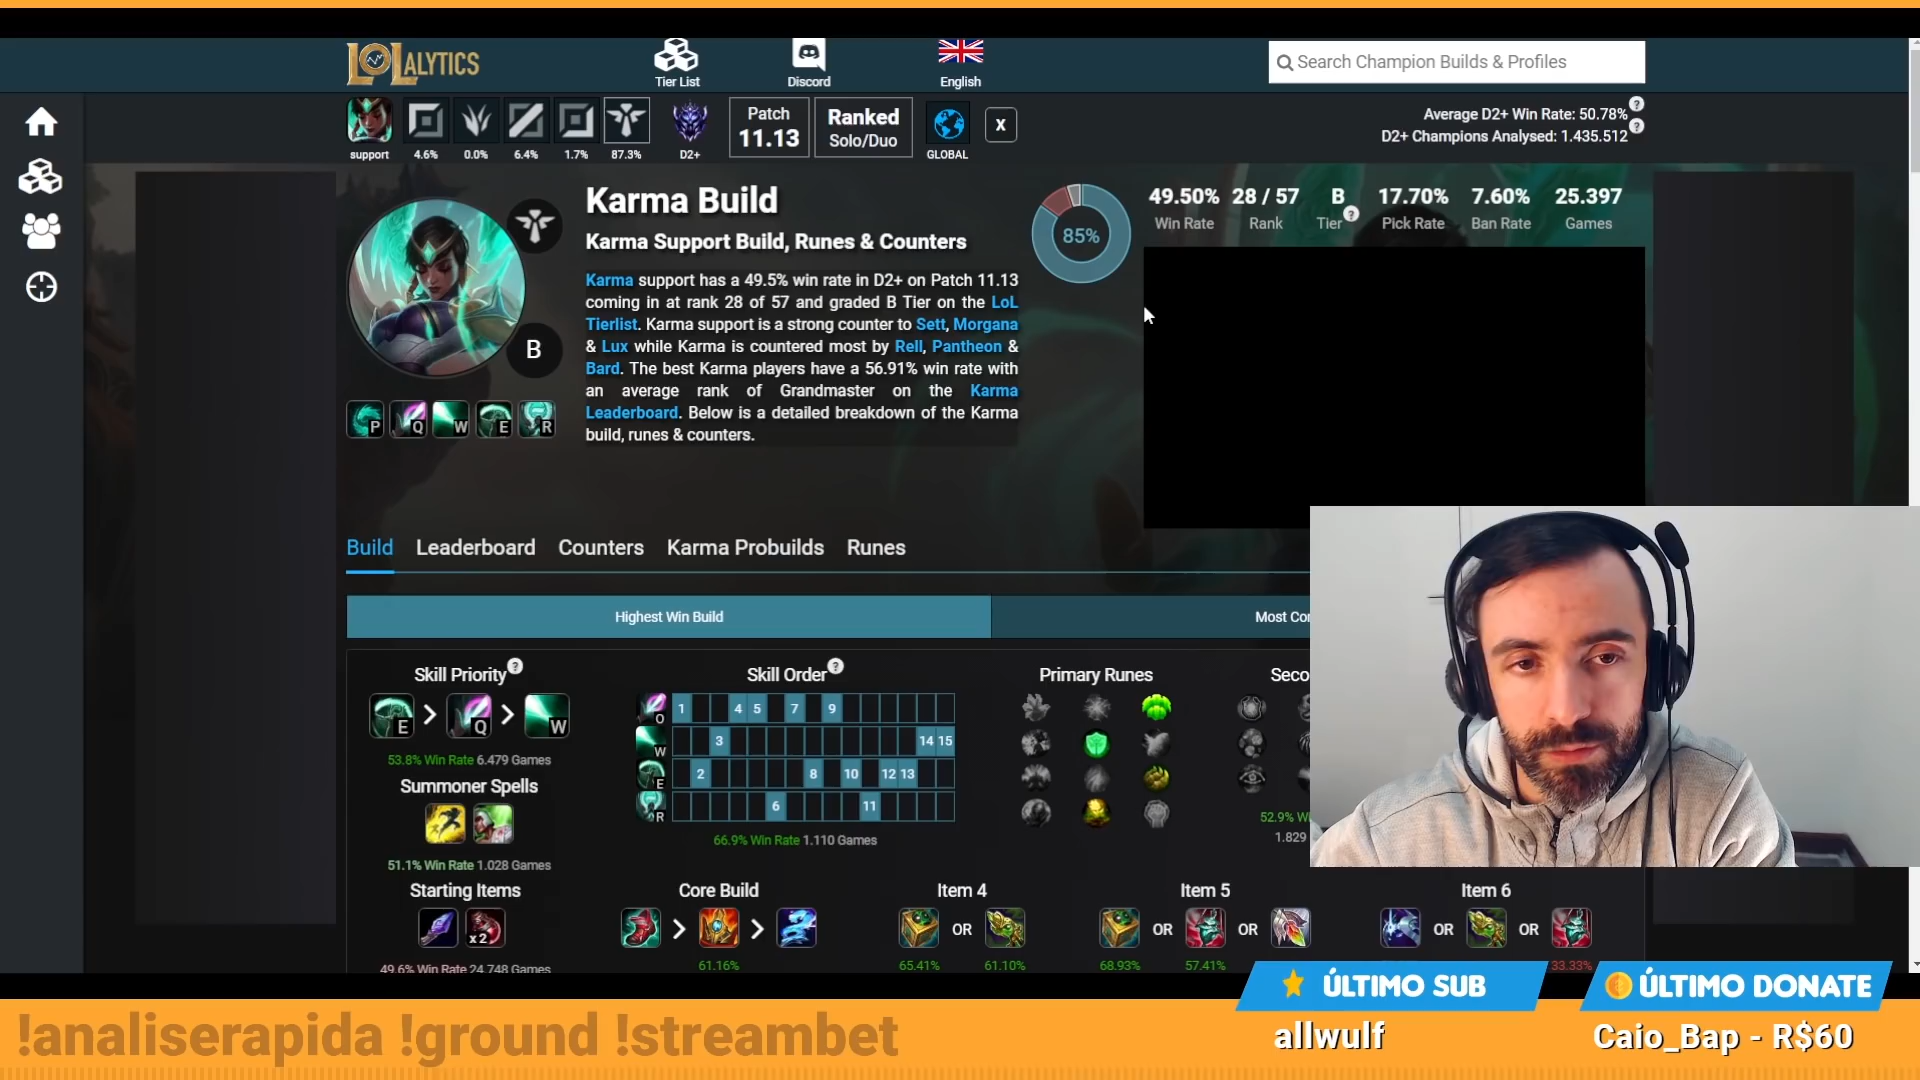 LOLALYTICS
Tier List
Discord
English
Search Champion Builds & Profiles
support
4.6%
0.0%
6.4%
1.7%
87.3%
D2+
Patch
11.13
Ranked
Solo/Duo
GLOBAL
X
Average D2+ Win Rate: 50.78% ?
D2+ Champions Analysed: 1.435.512 ?
Karma Build
Karma Support Build, Runes & Counters
Karma support has a 49.5% win rate in D2+ on Patch 11.13
coming in at rank 28 of 57 and graded B Tier on the LoL
Tierlist. Karma support is a strong counter to Sett, Morgana
& Lux while Karma is countered most by Rell, Pantheon &
Bard. The best Karma players have a 56.91% win rate with
an average rank of Grandmaster on the Karma
Leaderboard. Below is a detailed breakdown of the Karma
build, runes & counters.
B
P Q W E R
85%
49.50% 28 / 57 B 17.70% 7.60% 25.397
Win Rate Rank Tier ? Pick Rate Ban Rate Games
Build Leaderboard Counters Karma Probuilds Runes
Highest Win Build
Most Co
Skill Priority ?
E > Q > W
53.8% Win Rate 6.479 Games
Summoner Spells
51.1% Win Rate 1.028 Games
Starting Items
x2
49.6% Win Rate 24.748 Games
Skill Order ?
Q 1 4 5 7 9
W 3 14 15
E 2 8 10 12 13
R 6 11
66.9% Win Rate 1.110 Games
Primary Runes
Seco
52.9% W
1.829
Core Build
> >
61.16%
Item 4
OR
65.41% 61.10%
Item 5
OR OR
68.93% 57.41%
Item 6
OR OR
33.33%
ÚLTIMO SUB
allwulf
ÚLTIMO DONATE
Caio_Bap - R$60
!analiserapida !ground !streambet